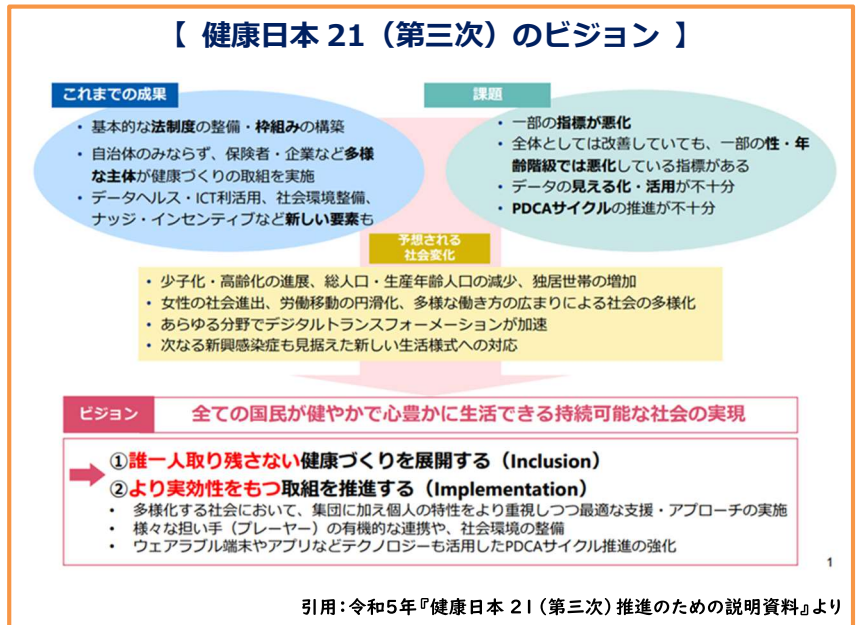 【 健康日本 21（第三次）のビジョン 】
これまでの成果
・ 基本的な法制度の整備・枠組みの構築
・ 自治体のみならず、保険者・企業など多様
な主体が健康づくりの取組を実施
・ データヘルス・ICT利活用、社会環境整備、
ナッジ・インセンティブなど新しい要素も
課題
・ 一部の指標が悪化
・ 全体としては改善していても、一部の性・年
齢階級では悪化している指標がある
・ データの見える化・活用が不十分
・ PDCAサイクルの推進が不十分
予想される
社会変化
・ 少子化・高齢化の進展、総人口・生産年齢人口の減少、独居世帯の増加
・ 女性の社会進出、労働移動の円滑化、多様な働き方の広まりによる社会の多様化
・ あらゆる分野でデジタルトランスフォーメーションが加速
・ 次なる新興感染症も見据えた新しい生活様式への対応
ビジョン
全ての国民が健やかで心豊かに生活できる持続可能な社会の実現
①誰一人取り残さない健康づくりを展開する（Inclusion）
②より実効性をもつ取組を推進する（Implementation）
・ 多様化する社会において、集団に加え個人の特性をより重視しつつ最適な支援・アプローチの実施
・ 様々な担い手（プレーヤー）の有機的な連携や、社会環境の整備
・ ウェアラブル端末やアプリなどテクノロジーも活用したPDCAサイクル推進の強化
1
引用：令和5年『健康日本 21（第三次）推進のための説明資料』より